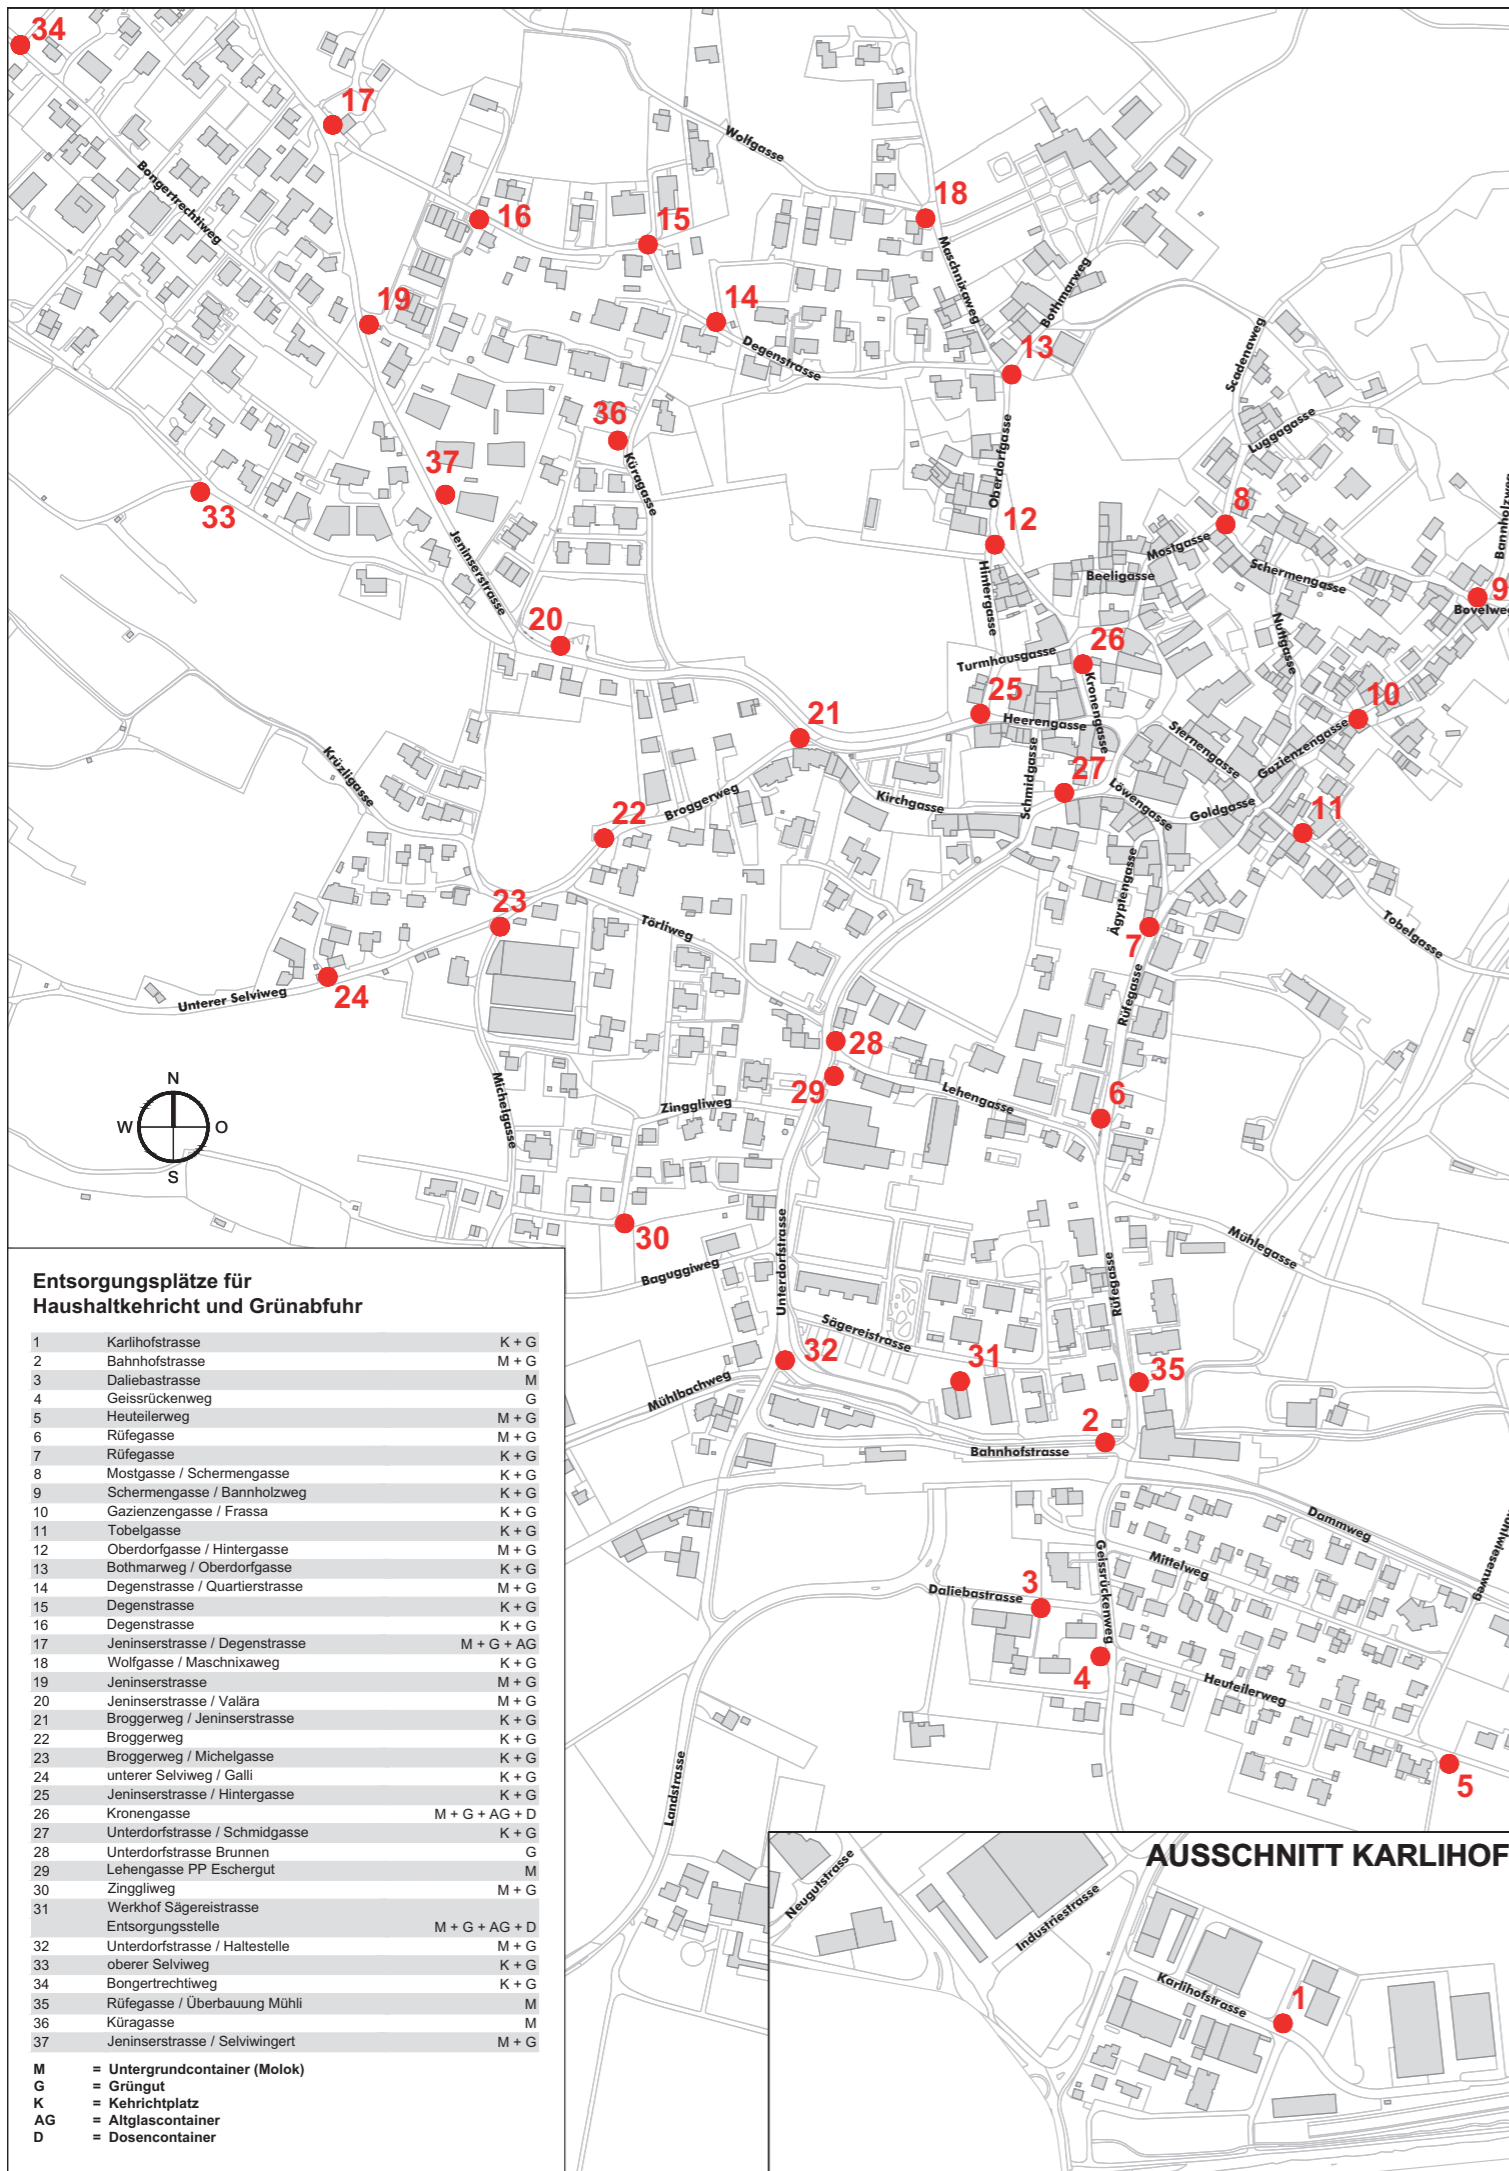 34
17
Wolfgasse
Bongertrechtiweg
16
15
18
Maschnixaweg
Bothmarweg
19
14
Degenstrasse
13
Scadenaweg
36
Küragasse
Luggagasse
37
33
Oberdorfgasse
12
8
Mostgasse
Beeligasse
Schermengasse
Bannholzweg
9
Bovelweg
Jeninserstrasse
Hintergasse
Nuttgasse
20
Turmhausgasse
26
Kronengasse
25
Heerengasse
10
21
Sternengasse
Gazienzengasse
Krüzligasse
Schmidgasse
27
Löwengasse
Kirchgasse
Goldgasse
11
22
Broggerweg
Ägyptengasse
23
Törliweg
7
Tobelgasse
24
Unterer Selviweg
Rüfegasse
28
29
Lehengasse
6
N
W O
S
Michelgasse
Zinggliweg
30
Unterdorfstrasse
Baguggiweg
Mühlegasse
Rüfegasse
Sägereistrasse
32
31
35
Mühlbachweg
2
Bahnhofstrasse
Dammweg
Mittelweg
Geissrückenweg
3
Daliebastrasse
4
Heuteilerweg
5
Landstrasse
Entsorgungsplätze für
Haushaltkehricht und Grünabfuhr
1 Karlihofstrasse K + G
2 Bahnhofstrasse M + G
3 Daliebastrasse M
4 Geissrückenweg G
5 Heuteilerweg M + G
6 Rüfegasse M + G
7 Rüfegasse K + G
8 Mostgasse / Schermengasse K + G
9 Schermengasse / Bannholzweg K + G
10 Gazienzengasse / Frassa K + G
11 Tobelgasse K + G
12 Oberdorfgasse / Hintergasse M + G
13 Bothmarweg / Oberdorfgasse K + G
14 Degenstrasse / Quartierstrasse M + G
15 Degenstrasse K + G
16 Degenstrasse K + G
17 Jeninserstrasse / Degenstrasse M + G + AG
18 Wolfgasse / Maschnixaweg K + G
19 Jeninserstrasse M + G
20 Jeninserstrasse / Valära M + G
21 Broggerweg / Jeninserstrasse K + G
22 Broggerweg K + G
23 Broggerweg / Michelgasse K + G
24 unterer Selviweg / Galli K + G
25 Jeninserstrasse / Hintergasse K + G
26 Kronengasse M + G + AG + D
27 Unterdorfstrasse / Schmidgasse K + G
28 Unterdorfstrasse Brunnen G
29 Lehengasse PP Eschergut M
30 Zinggliweg M + G
31 Werkhof Sägereistrasse
Entsorgungsstelle M + G + AG + D
32 Unterdorfstrasse / Haltestelle M + G
33 oberer Selviweg K + G
34 Bongertrechtiweg K + G
35 Rüfegasse / Überbauung Mühli M
36 Küragasse M
37 Jeninserstrasse / Selviwingert M + G
M = Untergrundcontainer (Molok)
G = Grüngut
K = Kehrichtplatz
AG = Altglascontainer
D = Dosencontainer
AUSSCHNITT KARLIHOF
Neugutstrasse
Industriestrasse
Karlihofstrasse
1